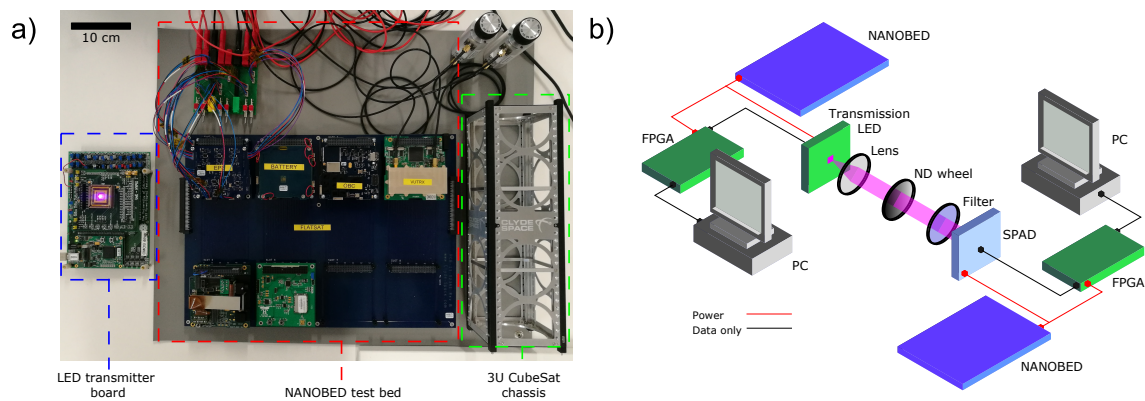 a)
10 cm
BATTERY
OBC
FLATSAT
CLYDE
SPACE
LED transmitter
board
NANOBED test bed
3U CubeSat
chassis
b)
NANOBED
Transmission
LED
FPGA
Lens
PC
ND wheel
Filter
SPAD
PC
FPGA
Power
Data only
NANOBED